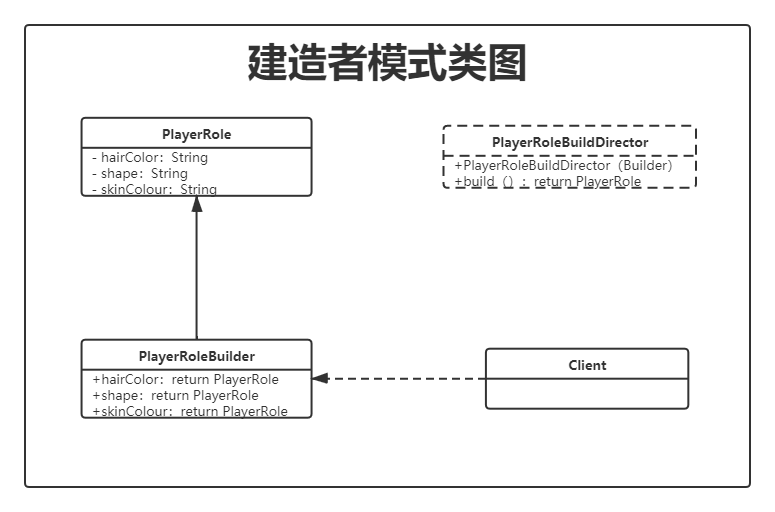 建造者模式类图
PlayerRole
- hairColor：String
- shape：String
- skinColour：String
PlayerRoleBuildDirector
+PlayerRoleBuildDirector（Builder）
+build（）：return PlayerRole
PlayerRoleBuilder
+hairColor：return PlayerRole
+shape：return PlayerRole
+skinColour：return PlayerRole
Client